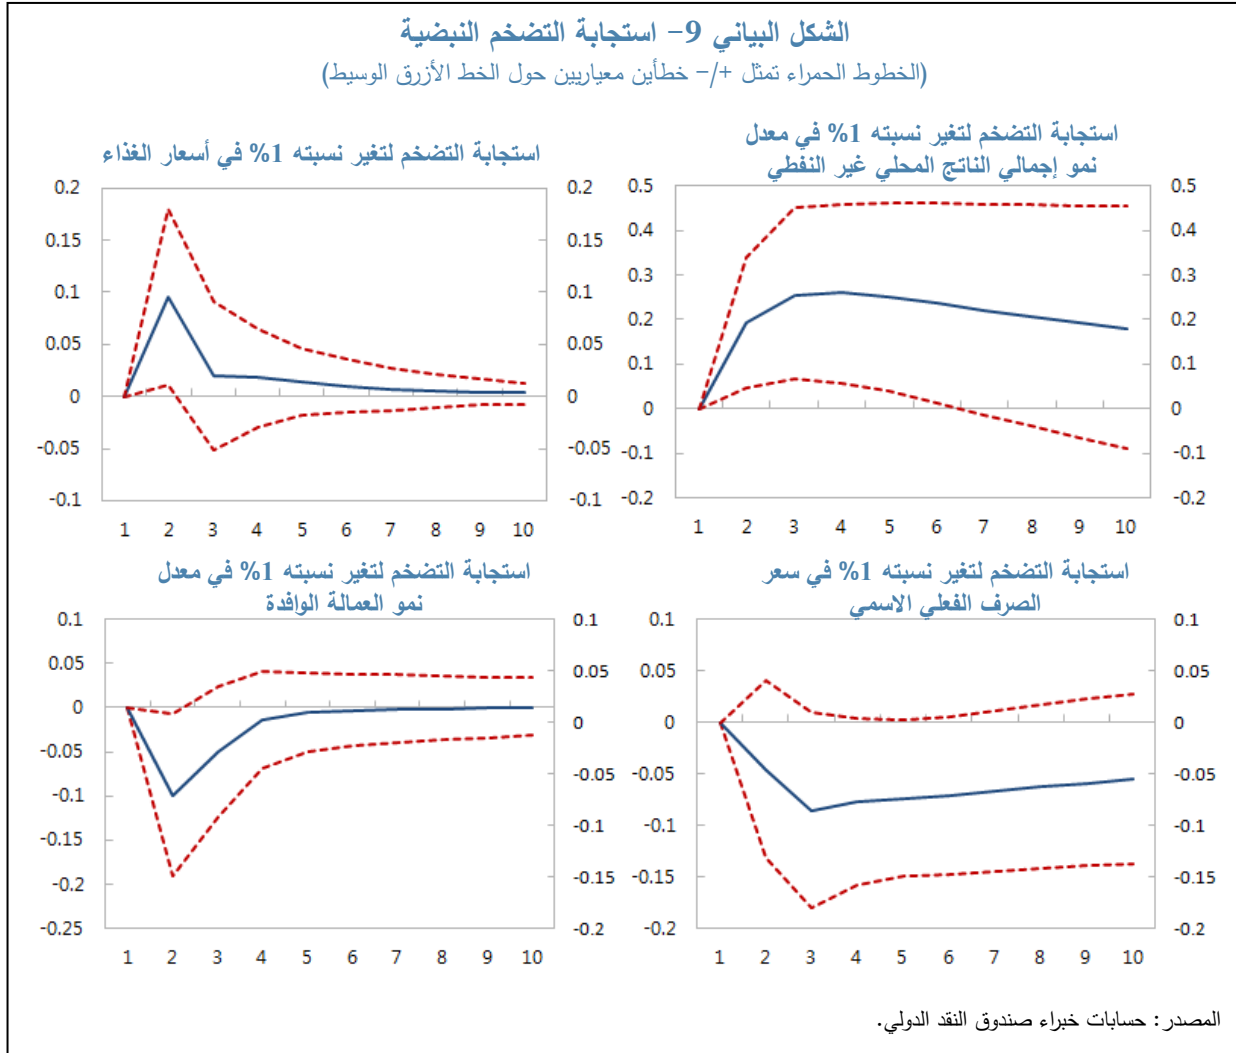 الشكل البياني 9- استجابة التضخم النبضية
(الخطوط الحمراء تمثل +/- خطأين معياريين حول الخط الأزرق الوسيط)
استجابة التضخم لتغير نسبته 1% في معدل
نمو إجمالي الناتج المحلي غير النفطي
0.5 0.5
0.4 0.4
0.3 0.3
0.2 0.2
0.1 0.1
0 0
-0.1 -0.1
-0.2 -0.2
1 2 3 4 5 6 7 8 9 10
استجابة التضخم لتغير نسبته 1% في أسعار الغذاء
0.2 0.2
0.15 0.15
0.1 0.1
0.05 0.05
0 0
-0.05 -0.05
-0.1 -0.1
1 2 3 4 5 6 7 8 9 10
استجابة التضخم لتغير نسبته 1% في سعر
الصرف الفعلي الاسمي
0.1 0.1
0.05 0.05
0 0
-0.05 -0.05
-0.1 -0.1
-0.15 -0.15
-0.2 -0.2
1 2 3 4 5 6 7 8 9 10
استجابة التضخم لتغير نسبته 1% في معدل
نمو العمالة الوافدة
0.1 0.1
0.05 0.05
0 0
-0.05 -0.05
-0.1 -0.1
-0.15 -0.15
-0.2 -0.2
-0.25
1 2 3 4 5 6 7 8 9 10
المصدر: حسابات خبراء صندوق النقد الدولي.